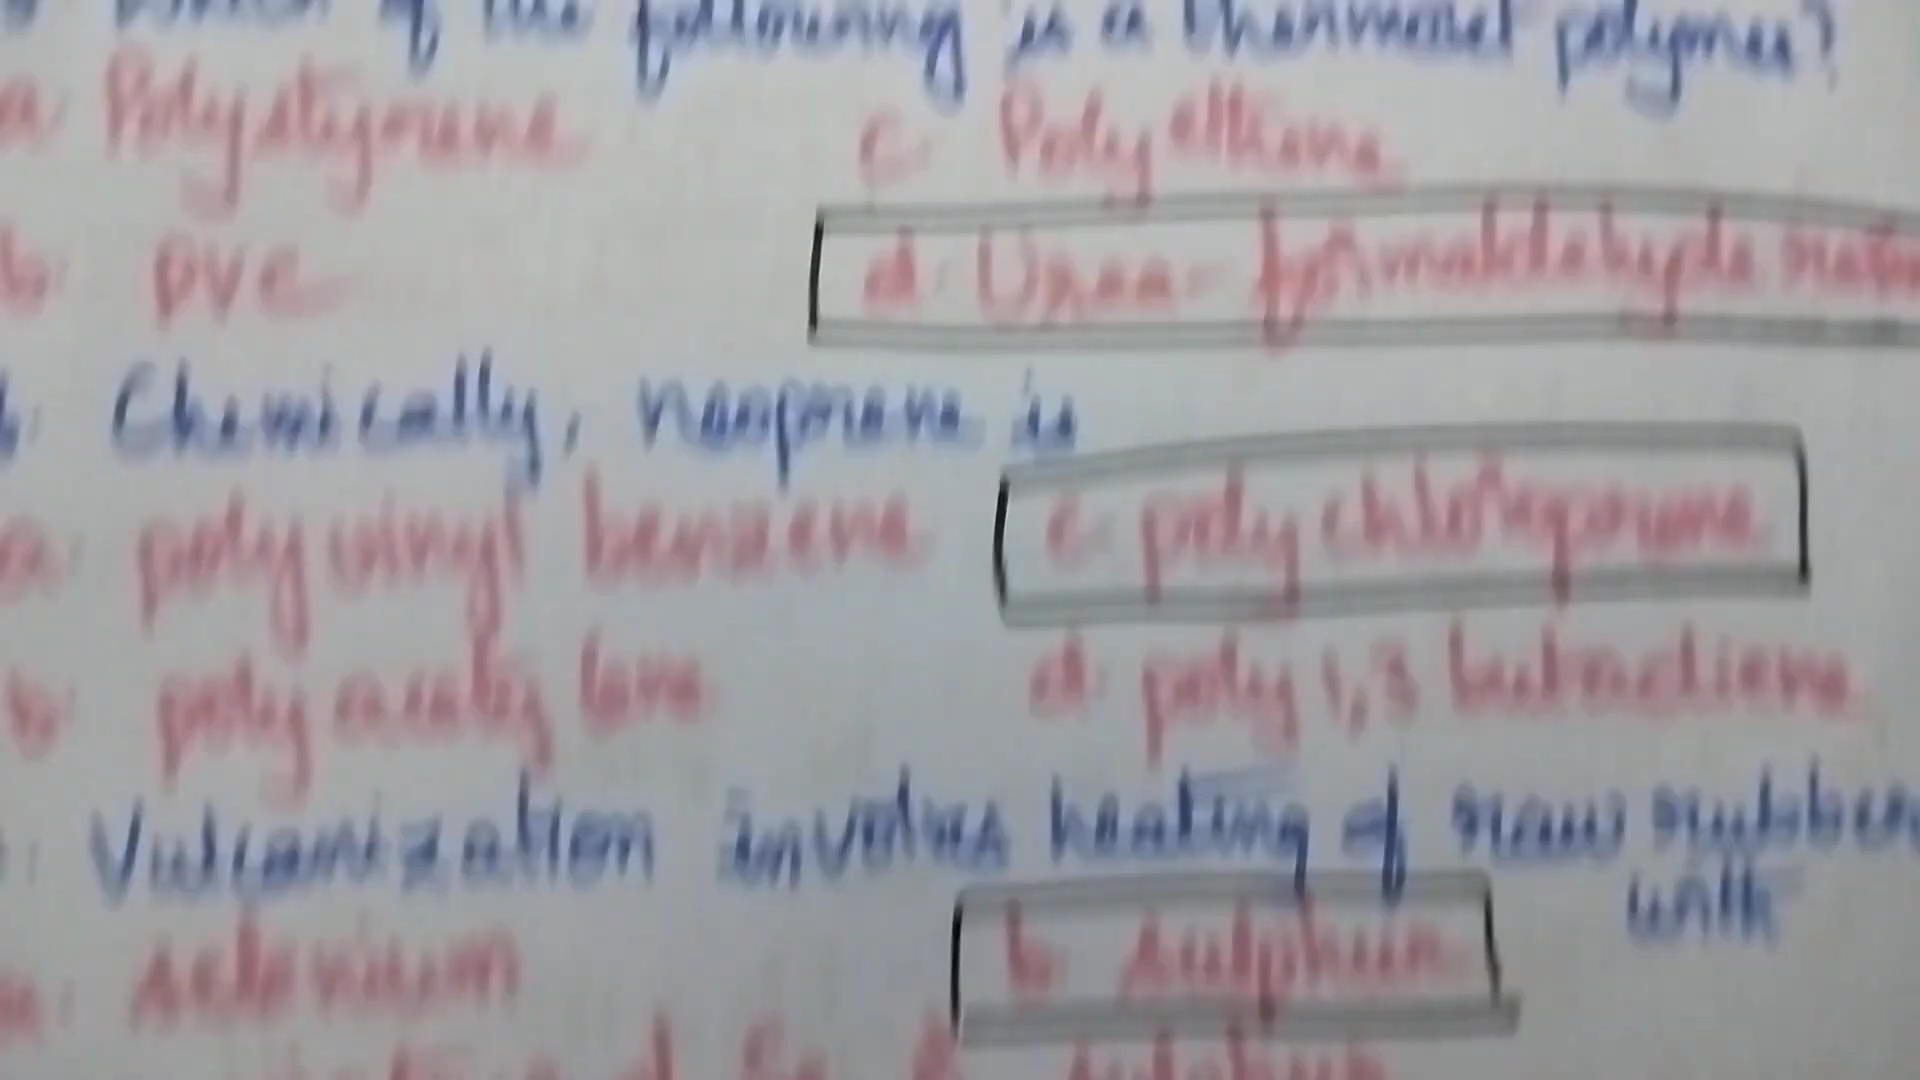 of the following is a thermoset polymer?
a. Polystyrene c. Polythene
b. PVC d. Urea-formaldehyde
Chemically, neoprene is
a. polyvinyl benzene c. polychloroprene
b. polyacetylene d. poly 1,3 butadiene
Vulcanization involves heating of raw rubber
with
a. selenium b. sulphur